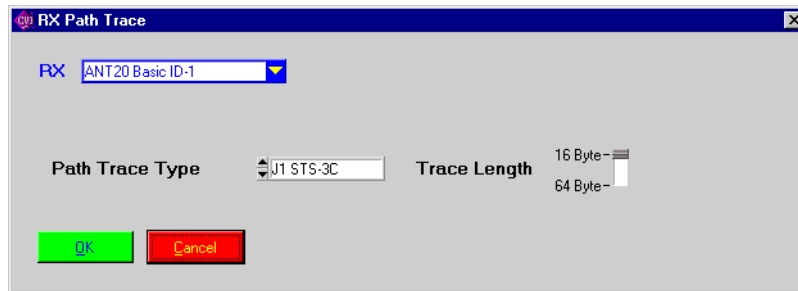 CVI RX Path Trace
RX ANT20 Basic ID-1
Path Trace Type J1 STS-3C Trace Length 16 Byte
64 Byte
OK Cancel